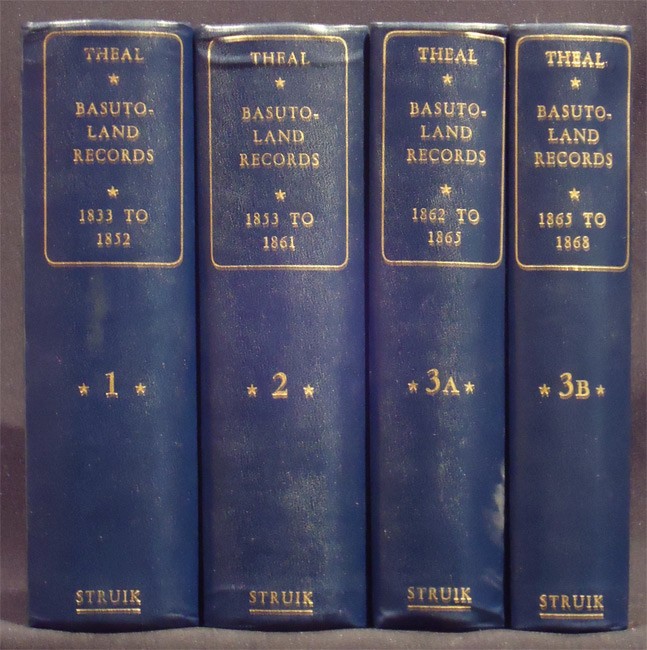 THEAL
BASUTO-
LAND
RECORDS
1833 TO
1852
1
STRUIK
THEAL
BASUTO-
LAND
RECORDS
1853 TO
1861
2
STRUIK
THEAL
BASUTO-
LAND
RECORDS
1862 TO
1865
3A
STRUIK
THEAL
BASUTO-
LAND
RECORDS
1865 TO
1868
3B
STRUIK